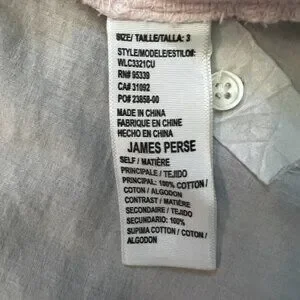 SIZE/ TAILLE/TALLA: 3
STYLE/MODELE/ESTILO#:
WLC3321CU
RN# 95339
CA# 31092
PO# 23858-00
MADE IN CHINA
FABRIQUE EN CHINE
HECHO EN CHINA
JAMES PERSE
SELF / MATIÈRE
PRINCIPALE / TEJIDO
PRINCIPAL: 100% COTTON /
COTON / ALGODON
CONTRAST / MATIÈRE
SECONDAIRE / TEJIDO
SECUNDARIO: 100%
SUPIMA COTTON / COTON /
ALGODON